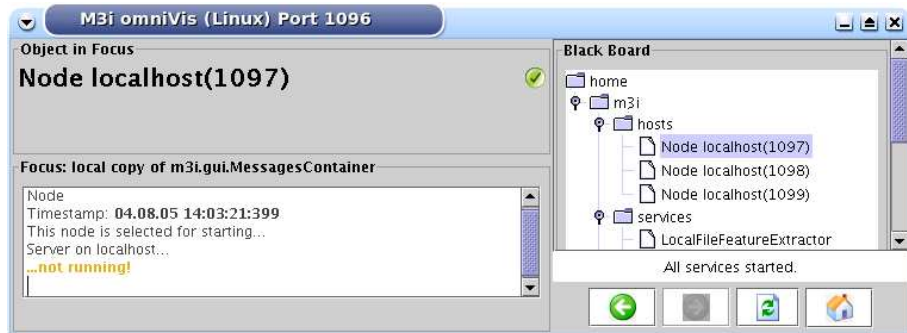 M3i omniVis (Linux) Port 1096
Object in Focus
Node localhost(1097)
Focus: local copy of m3i.gui.MessagesContainer
Node
Timestamp: 04.08.05 14:03:21:399
This node is selected for starting...
Server on localhost...
...not running!
Black Board
home
m3i
hosts
Node localhost(1097)
Node localhost(1098)
Node localhost(1099)
services
LocalFileFeatureExtractor
All services started.